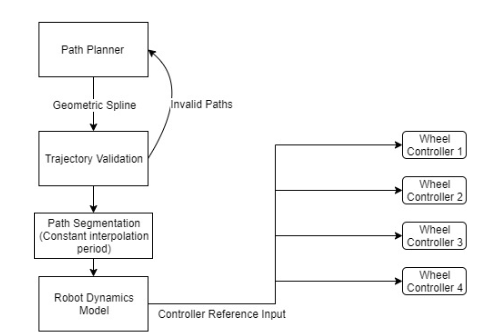 Path Planner
Geometric Spline
Invalid Paths
Trajectory Validation
Path Segmentation
(Constant interpolation
period)
Robot Dynamics
Model
Controller Reference Input
Wheel
Controller 1
Wheel
Controller 2
Wheel
Controller 3
Wheel
Controller 4